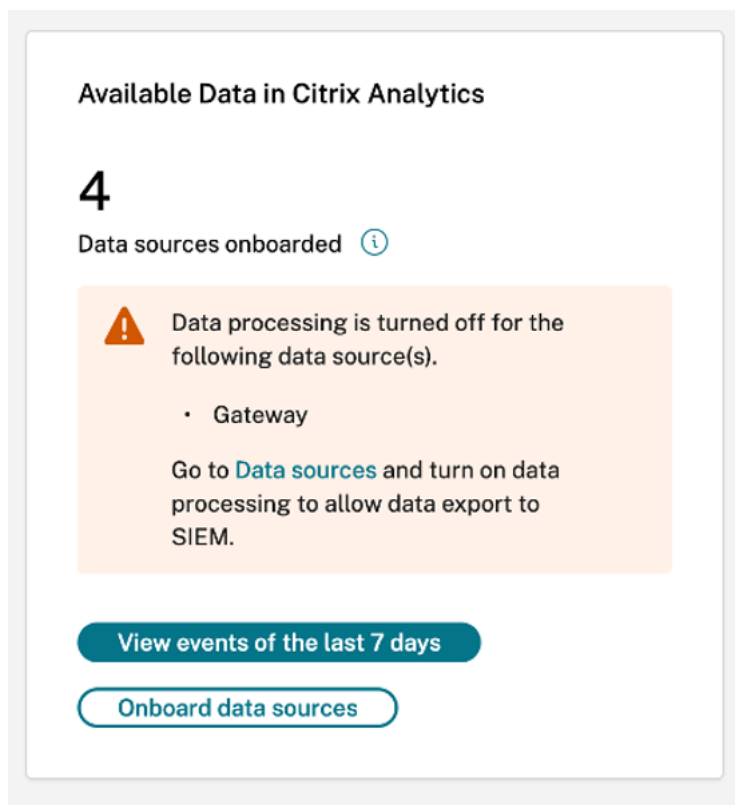 Available Data in Citrix Analytics
4
Data sources onboarded
Data processing is turned off for the
following data source(s).
• Gateway
Go to Data sources and turn on data
processing to allow data export to
SIEM.
View events of the last 7 days
Onboard data sources